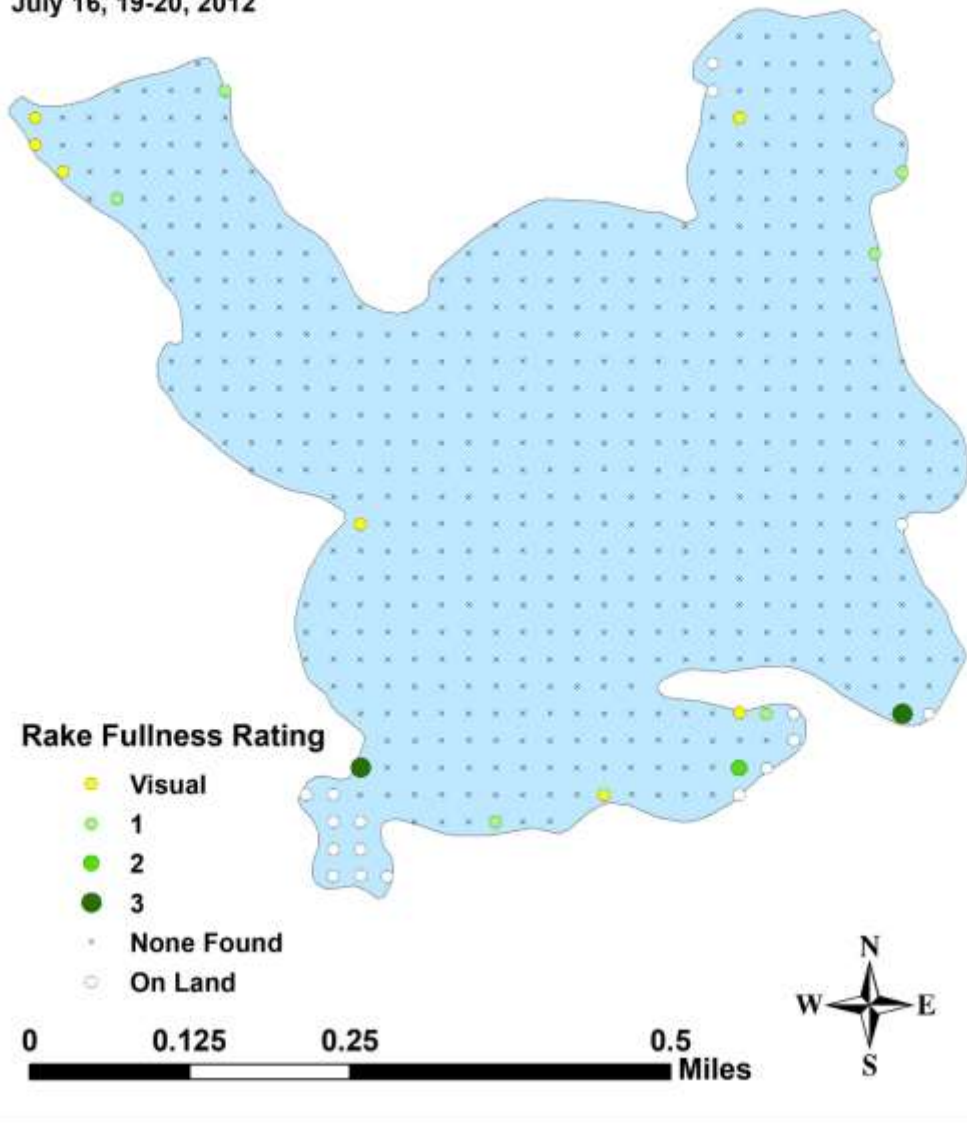 July 16, 19-20, 2012
Rake Fullness Rating
Visual
1
2
3
None Found
On Land
N
W E
S
0 0.125 0.25 0.5
Miles